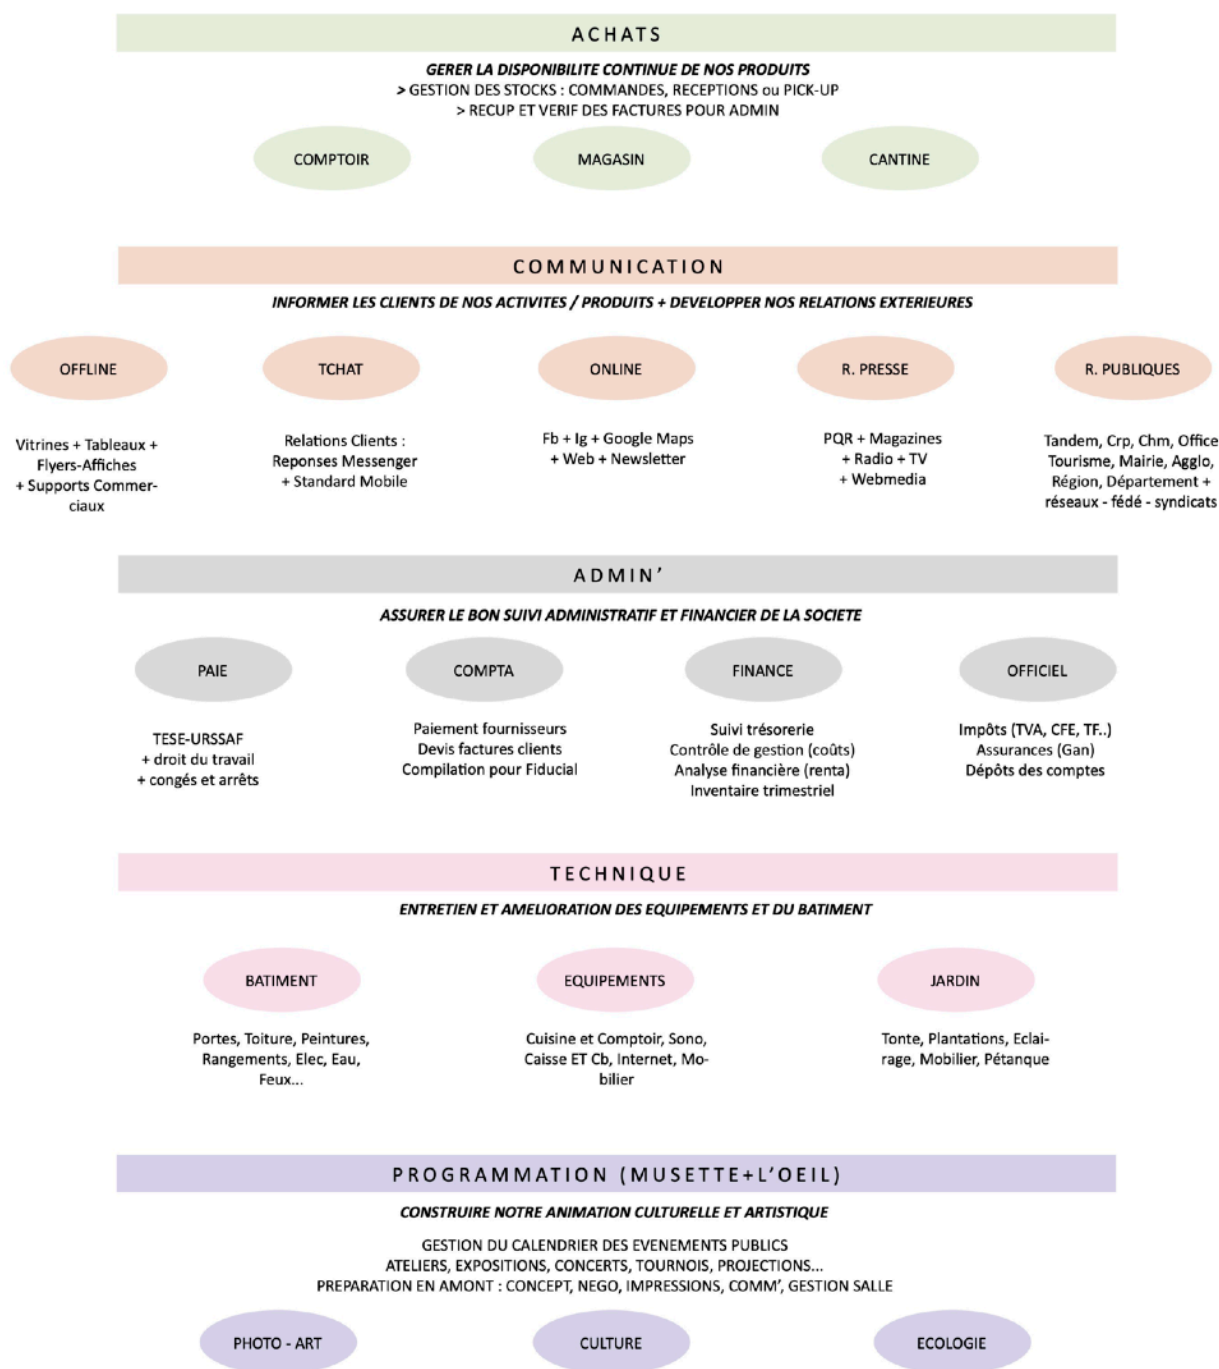 ACHATS
GERER LA DISPONIBILITE CONTINUE DE NOS PRODUITS
> GESTION DES STOCKS : COMMANDES, RECEPTIONS ou PICK-UP
> RECUP ET VERIF DES FACTURES POUR ADMIN
COMPTOIR
MAGASIN
CANTINE
COMMUNICATION
INFORMER LES CLIENTS DE NOS ACTIVITES / PRODUITS + DEVELOPPER NOS RELATIONS EXTERIEURES
OFFLINE
TCHAT
ONLINE
R. PRESSE
R. PUBLIQUES
Vitrines + Tableaux +
Flyers-Affiches
+ Supports Commer-
ciaux
Relations Clients :
Reponses Messenger
+ Standard Mobile
Fb + Ig + Google Maps
+ Web + Newsletter
PQR + Magazines
+ Radio + TV
+ Webmedia
Tandem, Crp, Chm, Office
Tourisme, Mairie, Agglo,
Région, Département +
réseaux - fédé - syndicats
ADMIN'
ASSURER LE BON SUIVI ADMINISTRATIF ET FINANCIER DE LA SOCIETE
PAIE
COMPTA
FINANCE
OFFICIEL
TESE-URSSAF
+ droit du travail
+ congés et arrêts
Paiement fournisseurs
Devis factures clients
Compilation pour Fiducial
Suivi trésorerie
Contrôle de gestion (coûts)
Analyse financière (renta)
Inventaire trimestriel
Impôts (TVA, CFE, TF..)
Assurances (Gan)
Dépôts des comptes
TECHNIQUE
ENTRETIEN ET AMELIORATION DES EQUIPEMENTS ET DU BATIMENT
BATIMENT
EQUIPEMENTS
JARDIN
Portes, Toiture, Peintures,
Rangements, Elec, Eau,
Feux...
Cuisine et Comptoir, Sono,
Caisse ET Cb, Internet, Mo-
bilier
Tonte, Plantations, Eclai-
rage, Mobilier, Pétanque
PROGRAMMATION (MUSETTE+L'OEIL)
CONSTRUIRE NOTRE ANIMATION CULTURELLE ET ARTISTIQUE
GESTION DU CALENDRIER DES EVENEMENTS PUBLICS
ATELIERS, EXPOSITIONS, CONCERTS, TOURNOIS, PROJECTIONS...
PREPARATION EN AMONT : CONCEPT, NEGO, IMPRESSIONS, COMM', GESTION SALLE
PHOTO - ART
CULTURE
ECOLOGIE